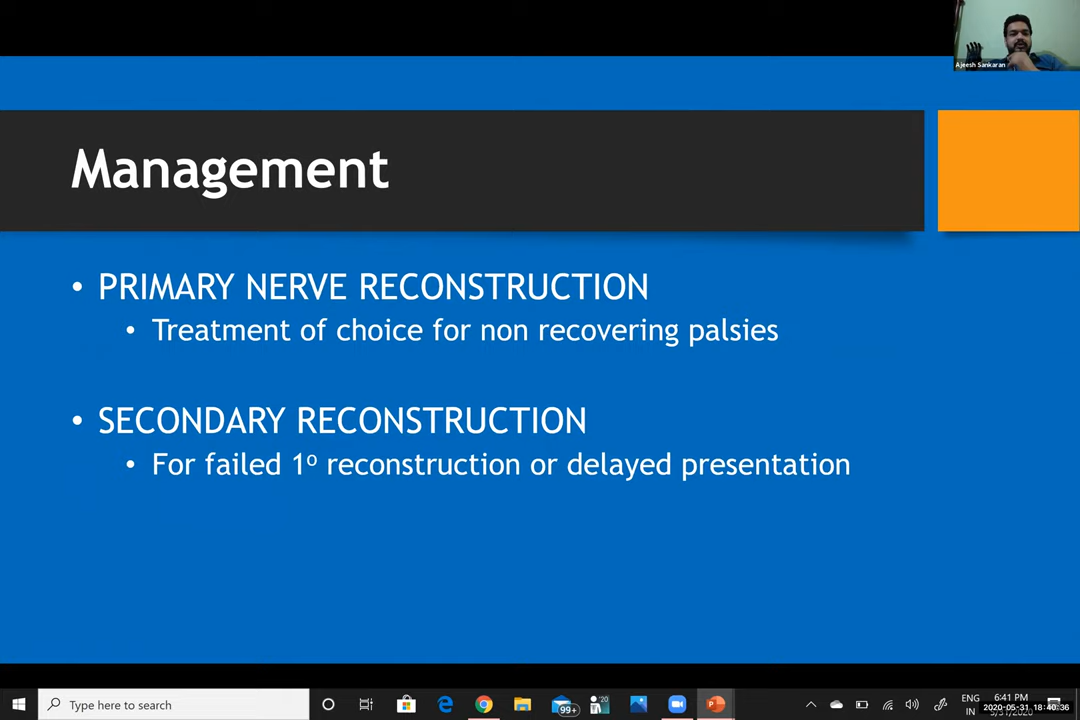 Ajeesh Sankaran
Management
• PRIMARY NERVE RECONSTRUCTION
• Treatment of choice for non recovering palsies
• SECONDARY RECONSTRUCTION
• For failed 1º reconstruction or delayed presentation
Type here to search
99+
'20
ENG
IN
6:41 PM
2020-05-31 18:40:36